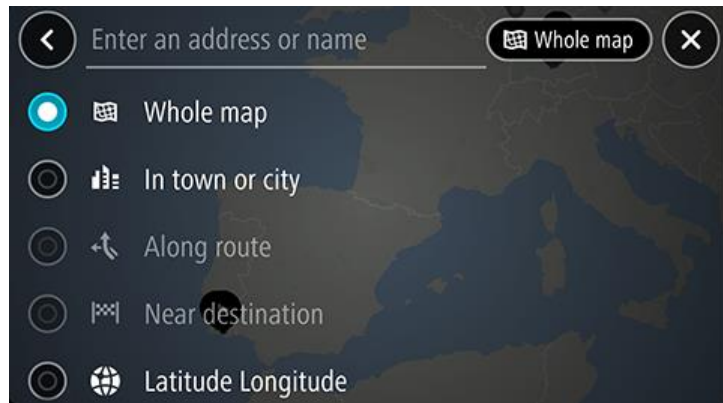 Enter an address or name
Whole map
Whole map
In town or city
Along route
Near destination
Latitude Longitude